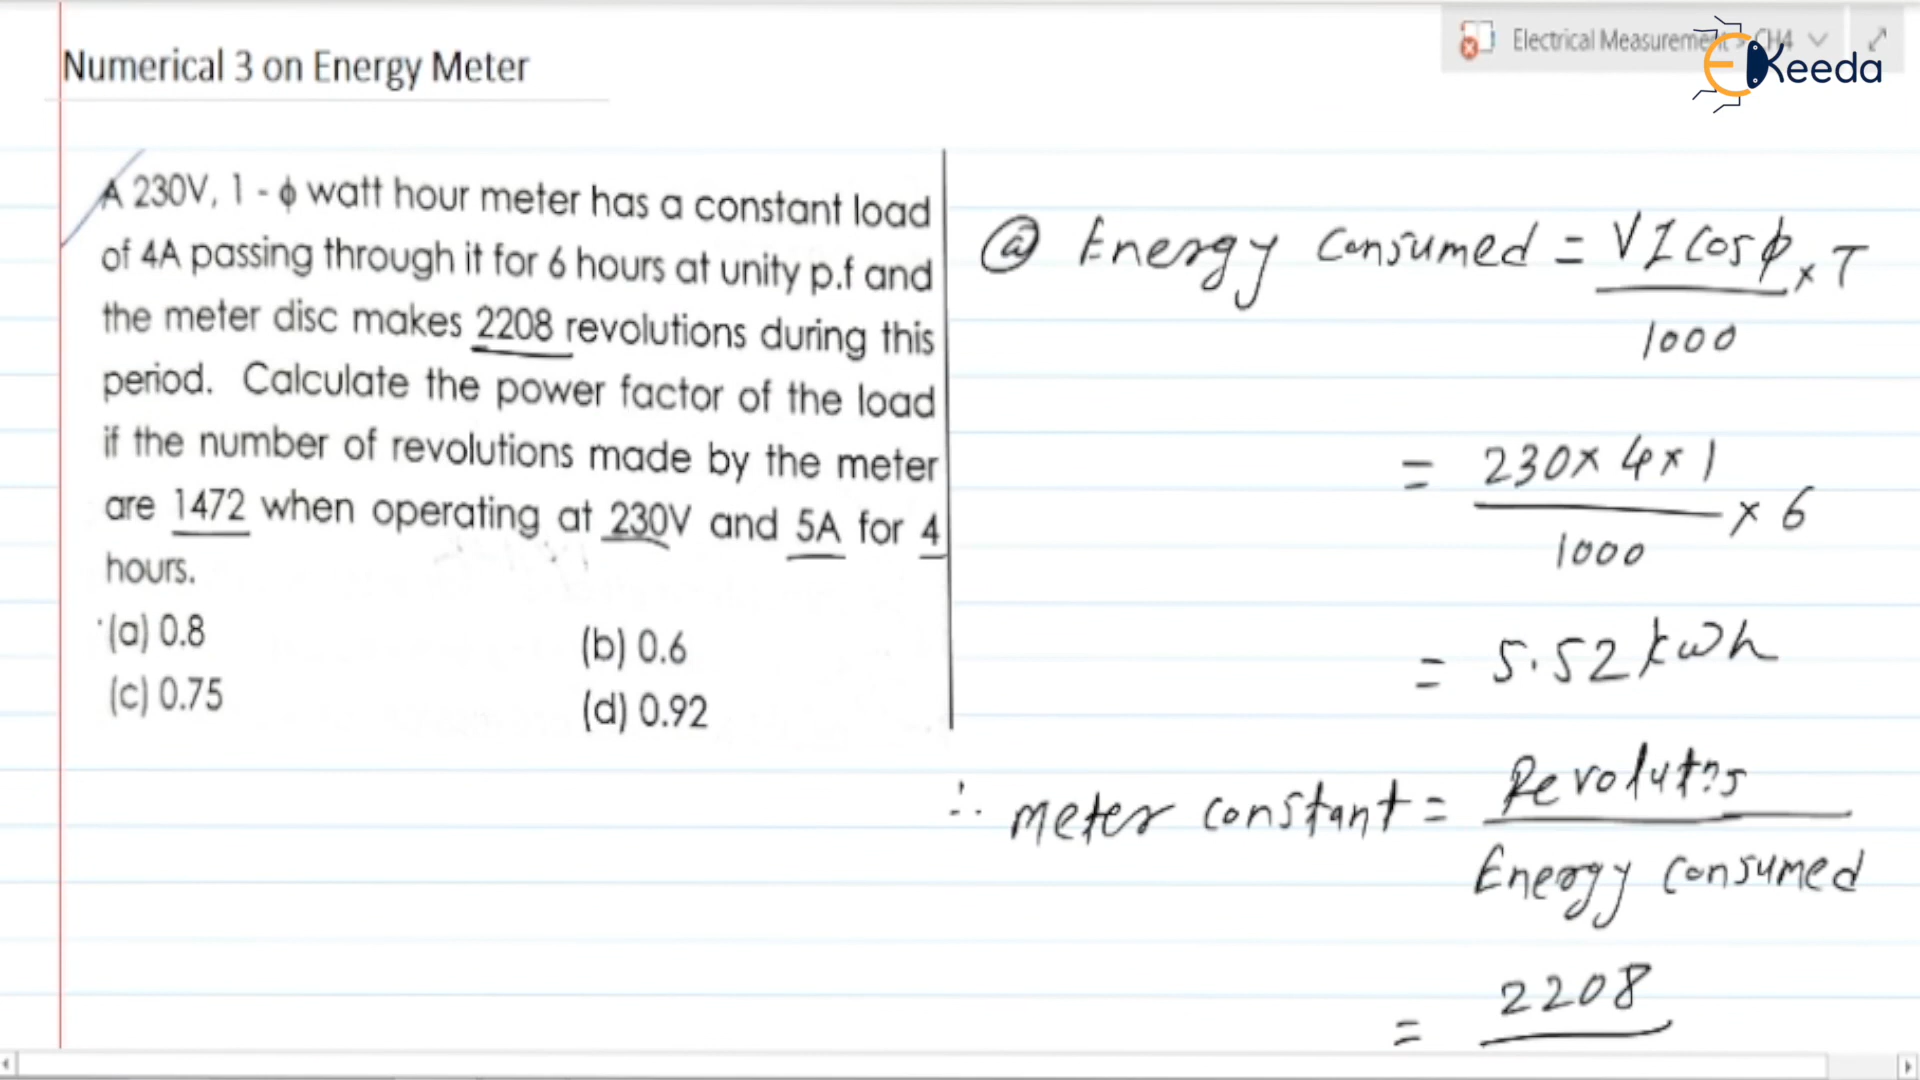 Numerical 3 on Energy Meter
Electrical Measurement > CH4
EKeeda
A 230V, 1 - ϕ watt hour meter has a constant load
of 4A passing through it for 6 hours at unity p.f and
the meter disc makes 2208 revolutions during this
period. Calculate the power factor of the load
if the number of revolutions made by the meter
are 1472 when operating at 230V and 5A for 4
hours.
(a) 0.8 (b) 0.6
(c) 0.75 (d) 0.92
ⓐ Energy Consumed = VI Cosϕ × T
1000
= 230 × 4 × 1 × 6
1000
= 5.52 kWh
∴ meter constant = Revolutns
Energy Consumed
= 2208